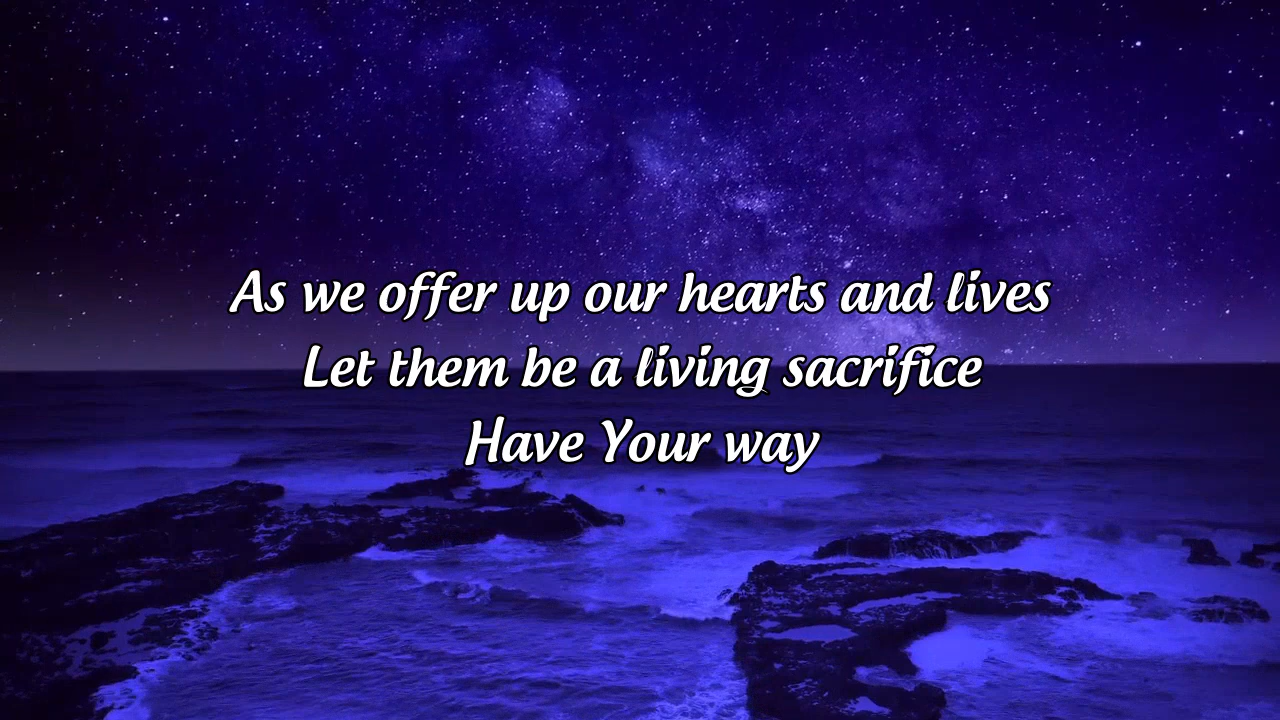 As we offer up our hearts and lives
Let them be a living sacrifice
Have Your way